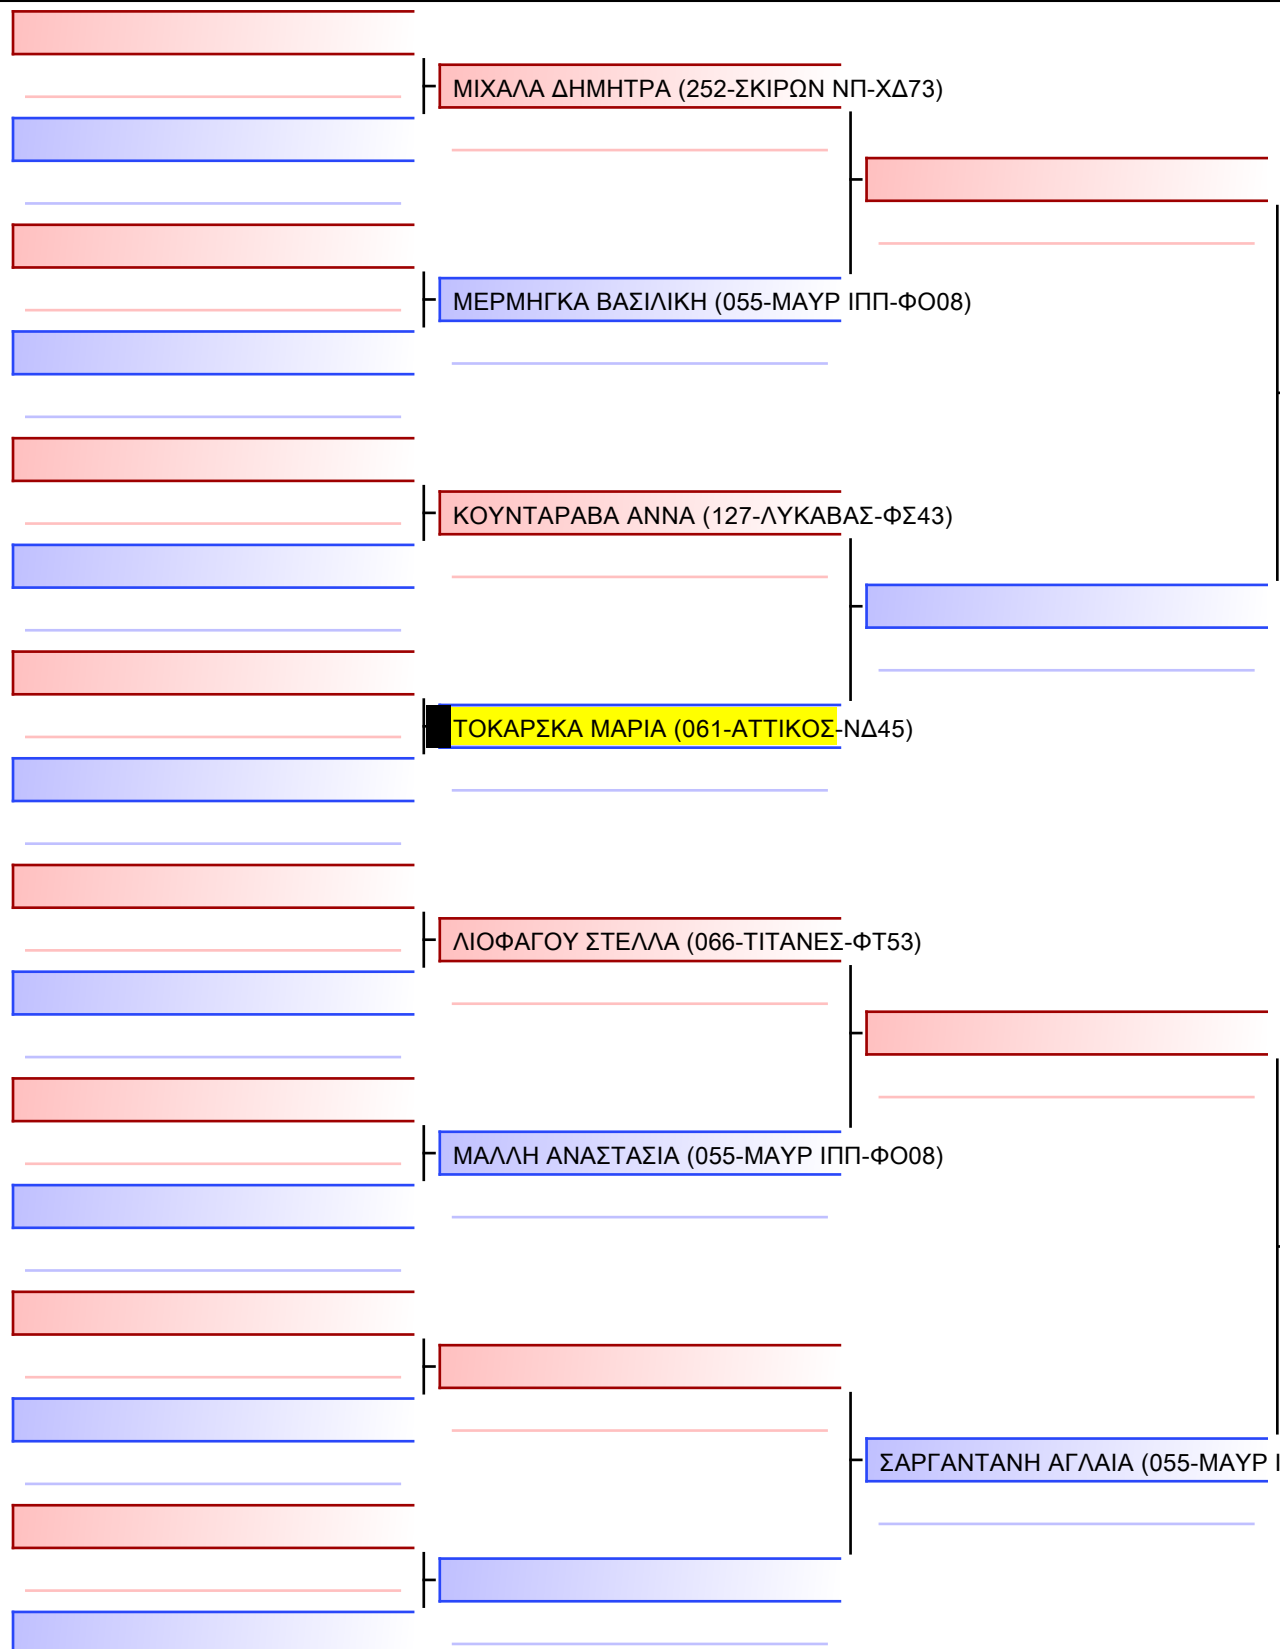 ΜΙΧΑΛΑ ΔΗΜΗΤΡΑ (252-ΣΚΙΡΩΝ ΝΠ-ΧΔ73)
ΜΕΡΜΗΓΚΑ ΒΑΣΙΛΙΚΗ (055-ΜΑΥΡ ΙΠΠ-ΦΟ08)
ΚΟΥΝΤΑΡΑΒΑ ΑΝΝΑ (127-ΛΥΚΑΒΑΣ-ΦΣ43)
ΤΟΚΑΡΣΚΑ ΜΑΡΙΑ (061-ΑΤΤΙΚΟΣ-ΝΔ45)
ΛΙΟΦΑΓΟΥ ΣΤΕΛΛΑ (066-ΤΙΤΑΝΕΣ-ΦΤ53)
ΜΑΛΛΗ ΑΝΑΣΤΑΣΙΑ (055-ΜΑΥΡ ΙΠΠ-ΦΟ08)
ΣΑΡΓΑΝΤΑΝΗ ΑΓΛΑΙΑ (055-ΜΑΥΡ Ι